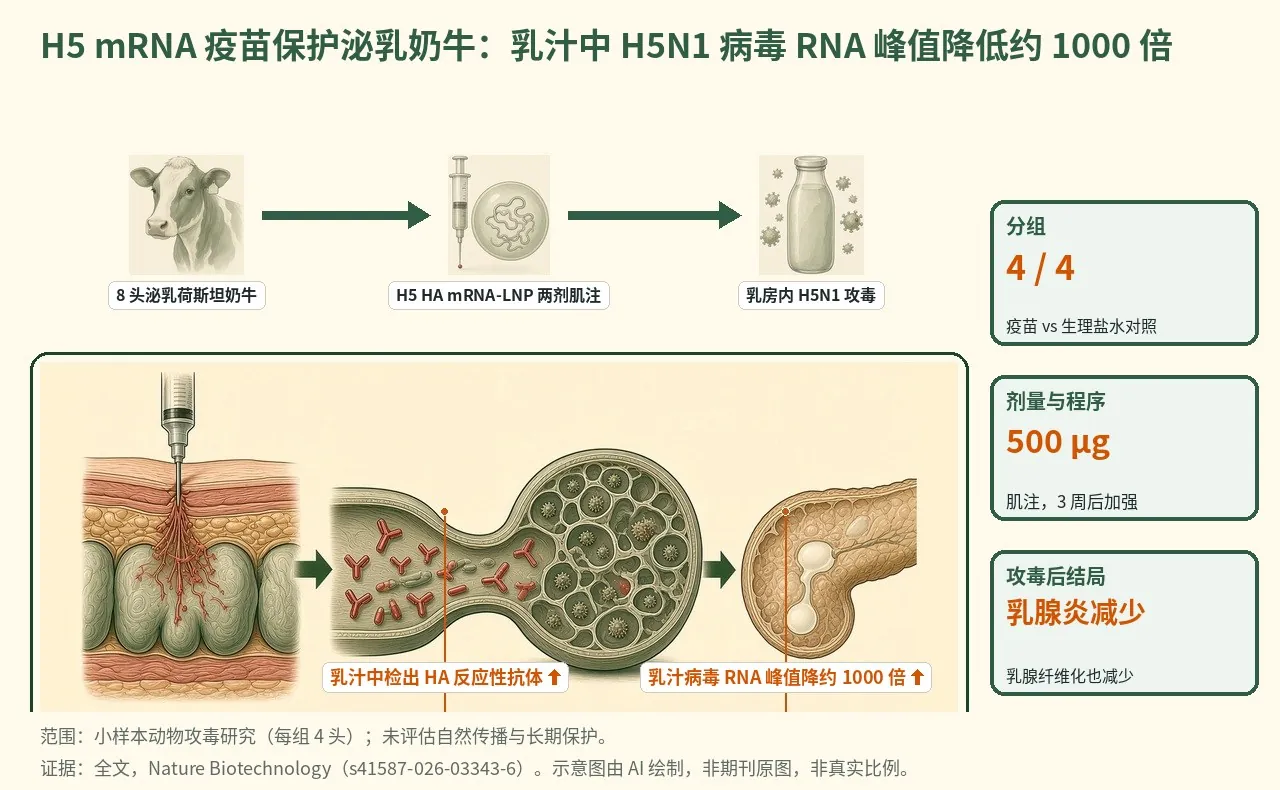 H5 mRNA 疫苗保护泌乳奶牛：乳汁中 H5N1 病毒 RNA 峰值降低约 1000 倍
8 头泌乳荷斯坦奶牛
H5 HA mRNA-LNP 两剂肌注
乳房内 H5N1 攻毒
分组
4 / 4
疫苗 vs 生理盐水对照
剂量与程序
500 μg
肌注，3 周后加强
攻毒后结局
乳腺炎减少
乳腺纤维化也减少
乳汁中检出 HA 反应性抗体 ⬆
乳汁病毒 RNA 峰值降约 1000 倍 ⬆
范围：小样本动物攻毒研究（每组 4 头）；未评估自然传播与长期保护。
证据：全文，Nature Biotechnology（s41587-026-03343-6）。示意图由 AI 绘制，非期刊原图，非真实比例。